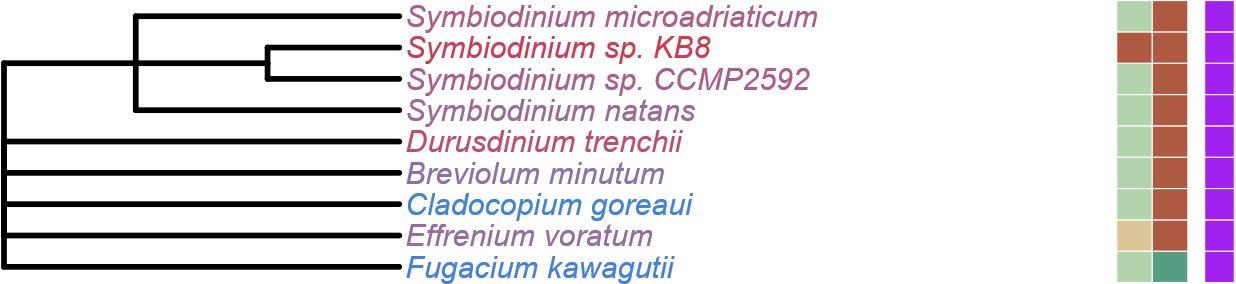 Symbiodinium microadriaticum
Symbiodinium sp. KB8
Symbiodinium sp. CCMP2592
Symbiodinium natans
Durusdinium trenchii
Breviolum minutum
Cladocopium goreaui
Effrenium voratum
Fugacium kawagutii